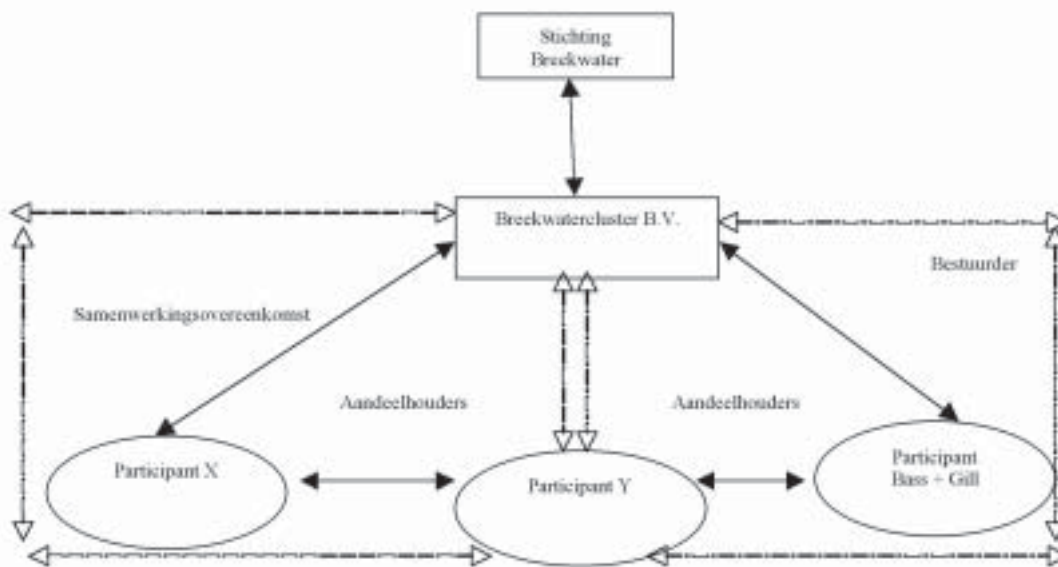 Stichting
Breekwater
Breekwatercluster B.V.
Bestuurder
Samenwerkingsovereenkomst
Aandeelhouders
Aandeelhouders
Participant X
Participant Y
Participant
Bass + Gill